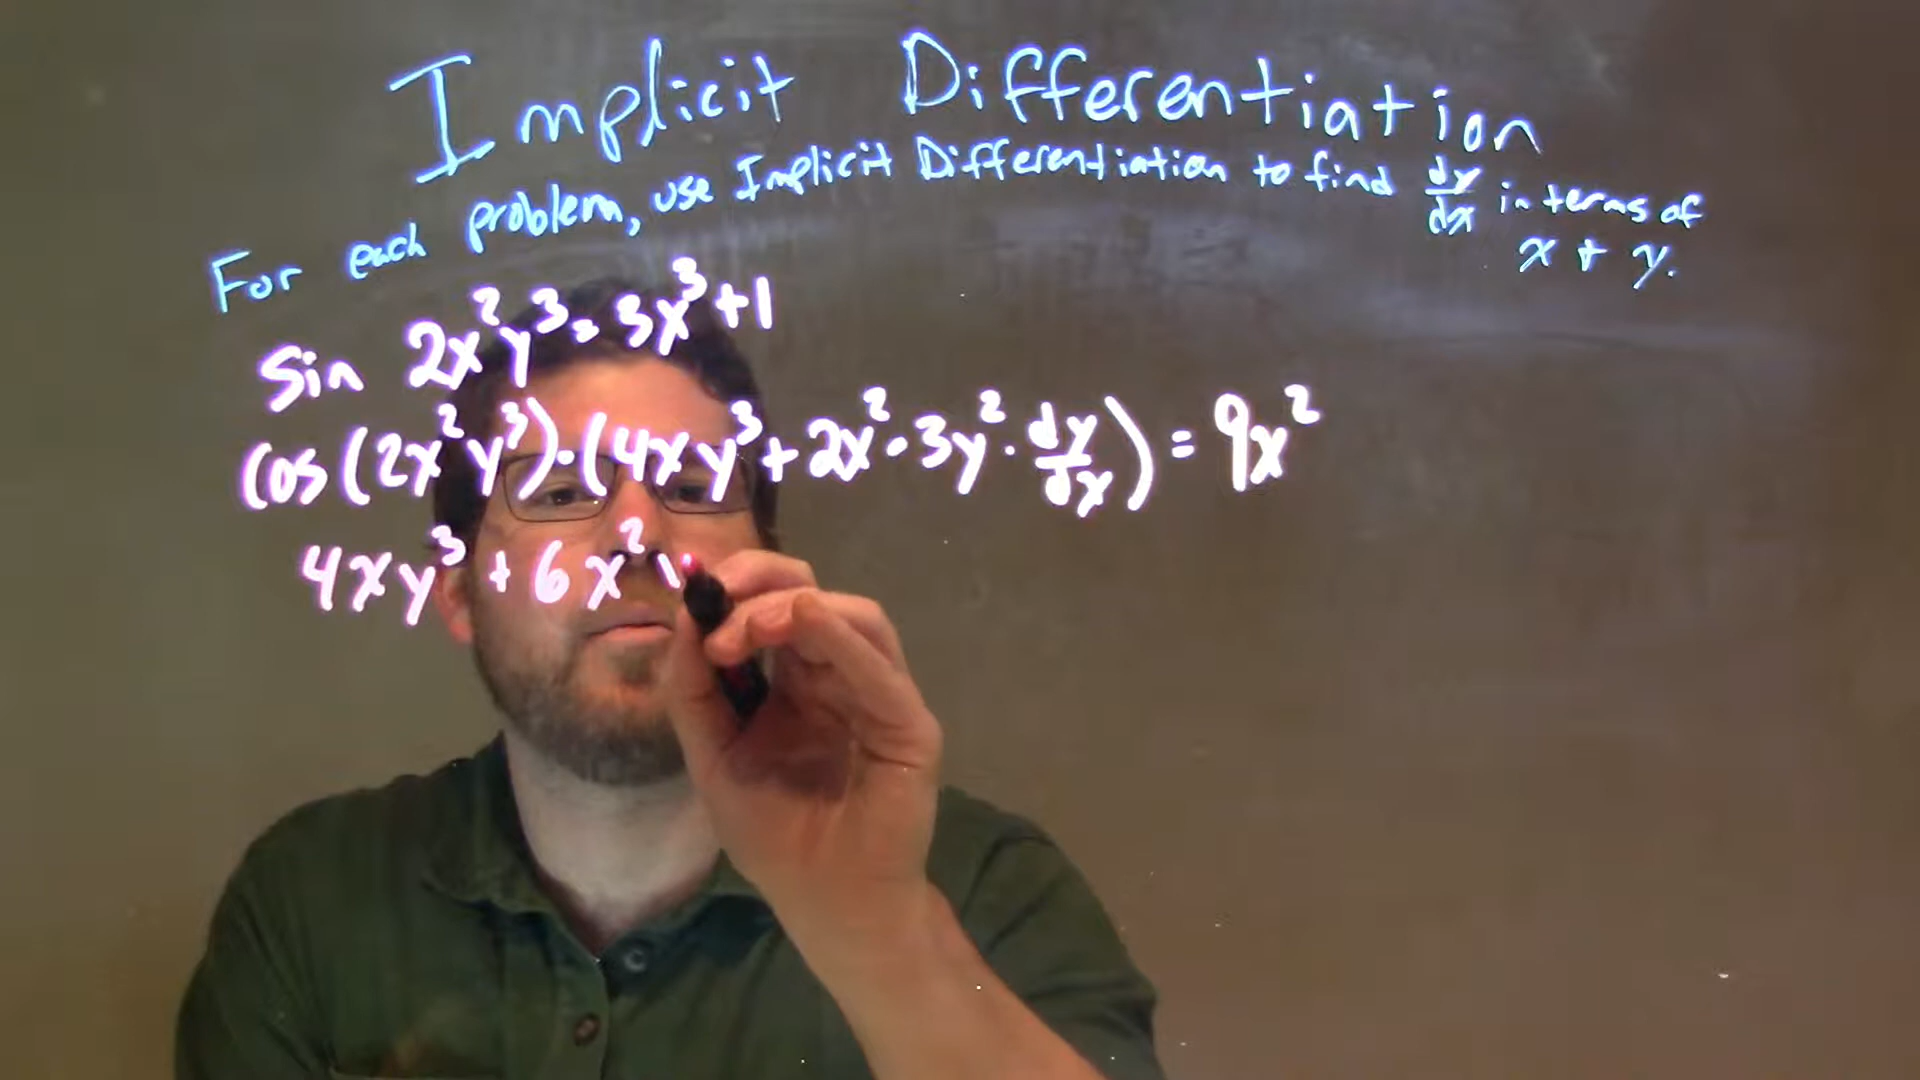 Implicit Differentiation
For each problem, use Implicit Differentiation to find dy/dx in terms of
x + y.
Sin 2x²y³ = 3x³+1
Cos(2x²y³)·(4xy³+2x²·3y²·dy/dx) = 9x²
4xy³ + 6x²